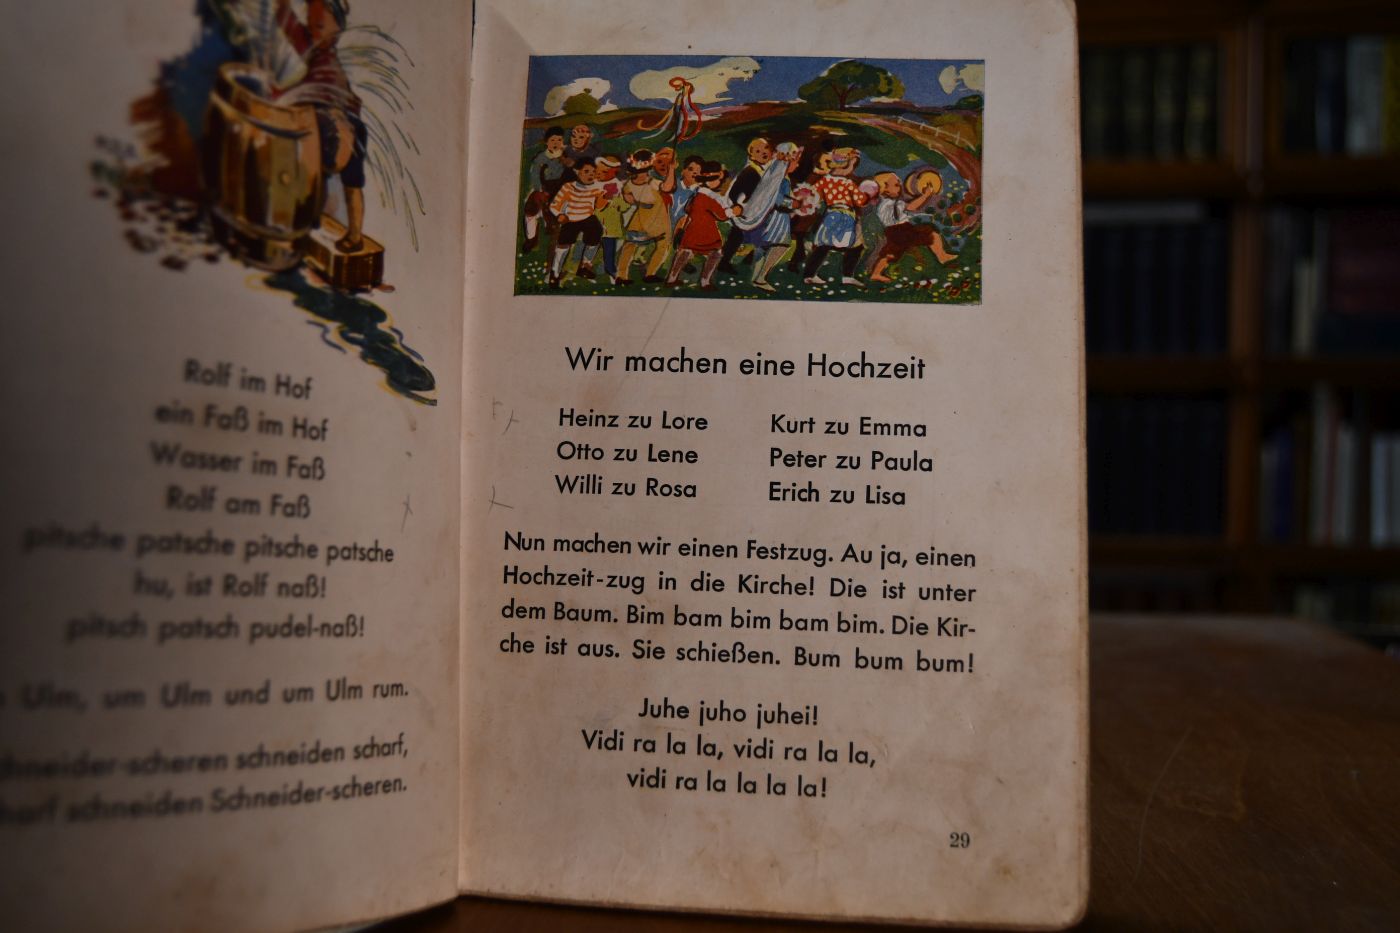 Rolf im Hof
ein Faß im Hof
Wasser im Faß
Rolf am Faß
pitsche patsche pitsche patsche
hu, ist Rolf naß!
pitsch patsch pudel-naß!
Ulm, um Ulm und um Ulm rum.
schneiden scharf,
schneiden Schneider-scheren.
Wir machen eine Hochzeit
Heinz zu Lore Kurt zu Emma
Otto zu Lene Peter zu Paula
Willi zu Rosa Erich zu Lisa
Nun machen wir einen Festzug. Au ja, einen
Hochzeit-zug in die Kirche! Die ist unter
dem Baum. Bim bam bim bam bim. Die Kir-
che ist aus. Sie schießen. Bum bum bum!
Juhe juho juhei!
Vidi ra la la, vidi ra la la,
vidi ra la la la la!
29